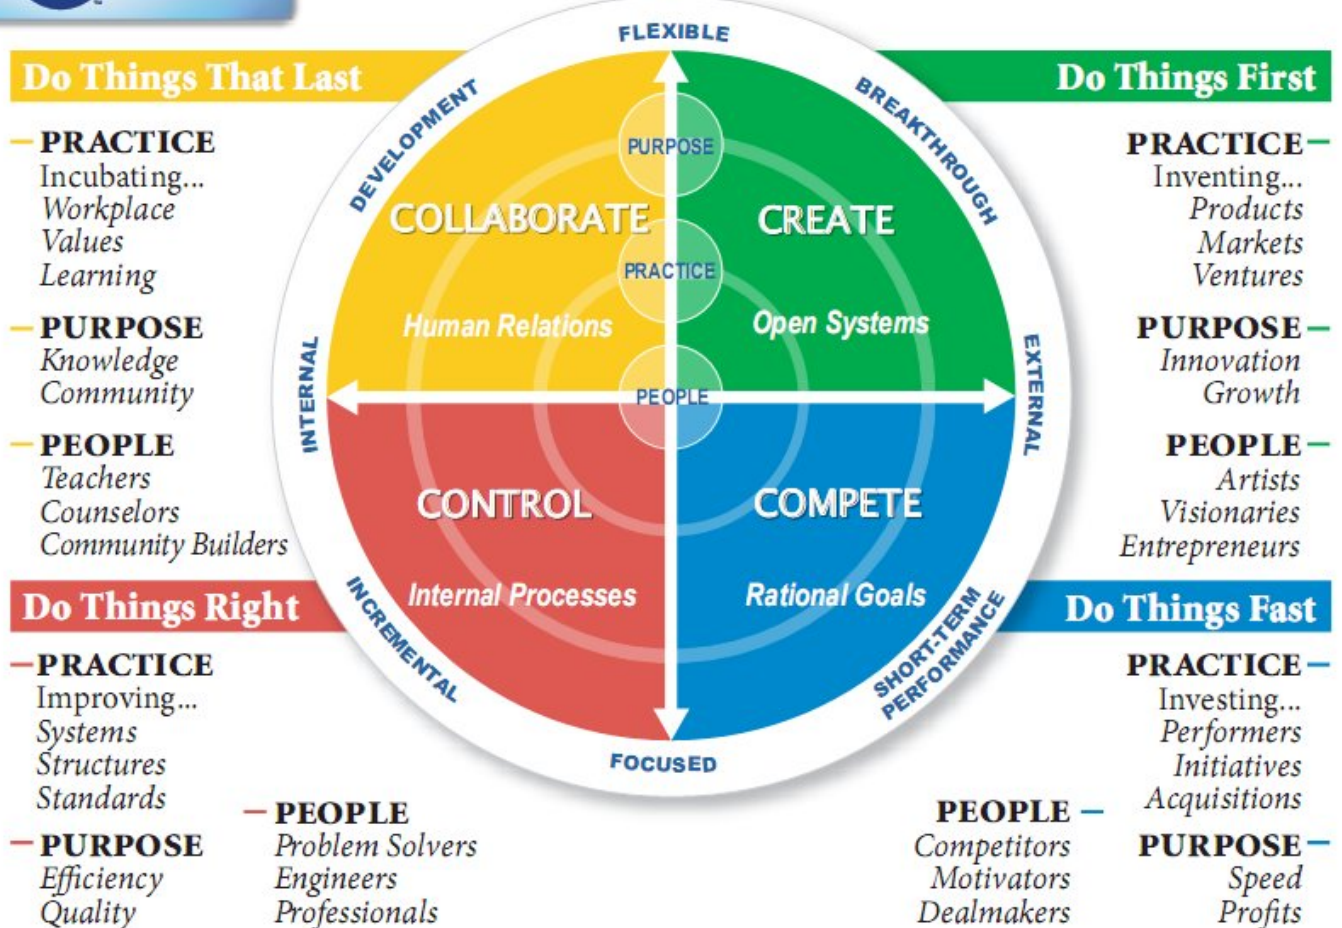 Do Things That Last
PRACTICE
Incubating...
Workplace
Values
Learning
PURPOSE
Knowledge
Community
PEOPLE
Teachers
Counselors
Community Builders
Do Things First
PRACTICE
Inventing...
Products
Markets
Ventures
PURPOSE
Innovation
Growth
PEOPLE
Artists
Visionaries
Entrepreneurs
FLEXIBLE
DEVELOPMENT
BREAKTHROUGH
INTERNAL
EXTERNAL
INCREMENTAL
SHORT-TERM
PERFORMANCE
FOCUSED
PURPOSE
PRACTICE
PEOPLE
COLLABORATE
Human Relations
CREATE
Open Systems
CONTROL
Internal Processes
COMPETE
Rational Goals
Do Things Right
PRACTICE
Improving...
Systems
Structures
Standards
PURPOSE
Efficiency
Quality
PEOPLE
Problem Solvers
Engineers
Professionals
Do Things Fast
PRACTICE
Investing...
Performers
Initiatives
Acquisitions
PEOPLE
Competitors
Motivators
Dealmakers
PURPOSE
Speed
Profits